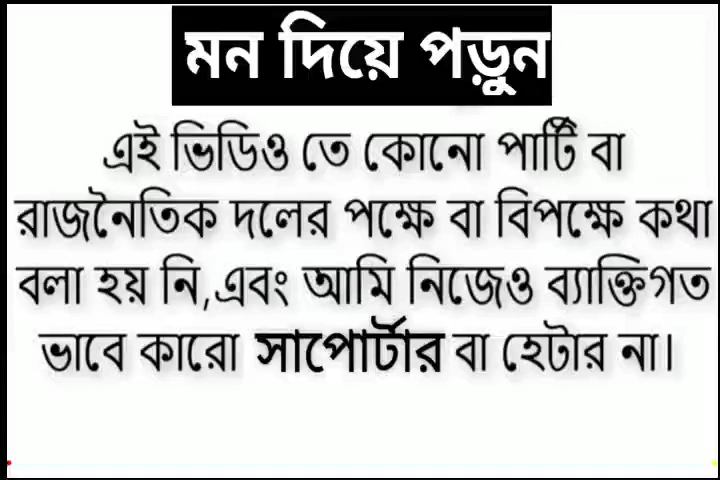 মন দিয়ে পড়ুন
এই ভিডিও তে কোনো পার্টি বা
রাজনৈতিক দলের পক্ষে বা বিপক্ষে কথা
বলা হয় নি,এবং আমি নিজেও ব্যাক্তিগত
ভাবে কারো সাপোর্টার বা হেটার না।